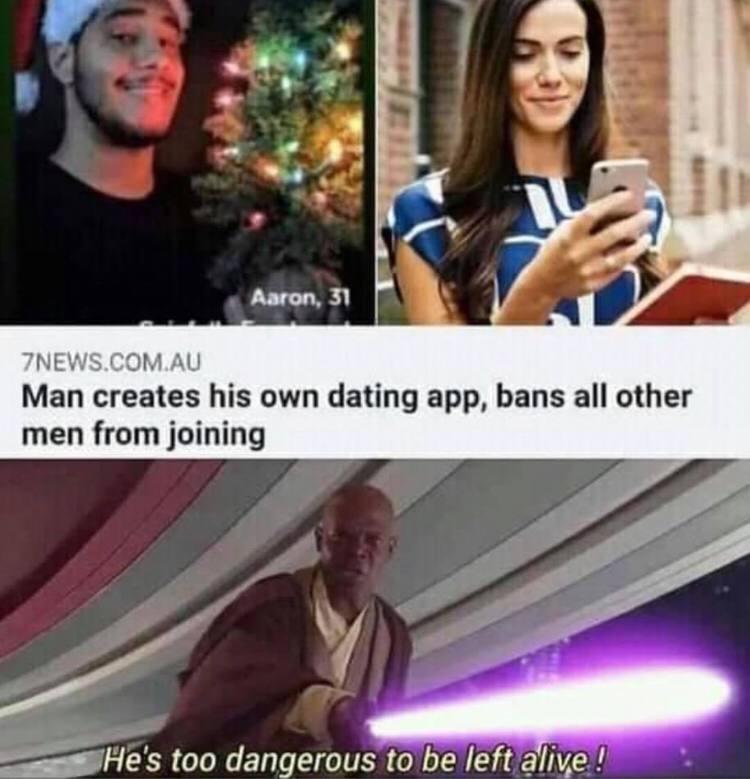 Aaron, 31
7NEWS.COM.AU
Man creates his own dating app, bans all other
men from joining
He's too dangerous to be left alive !